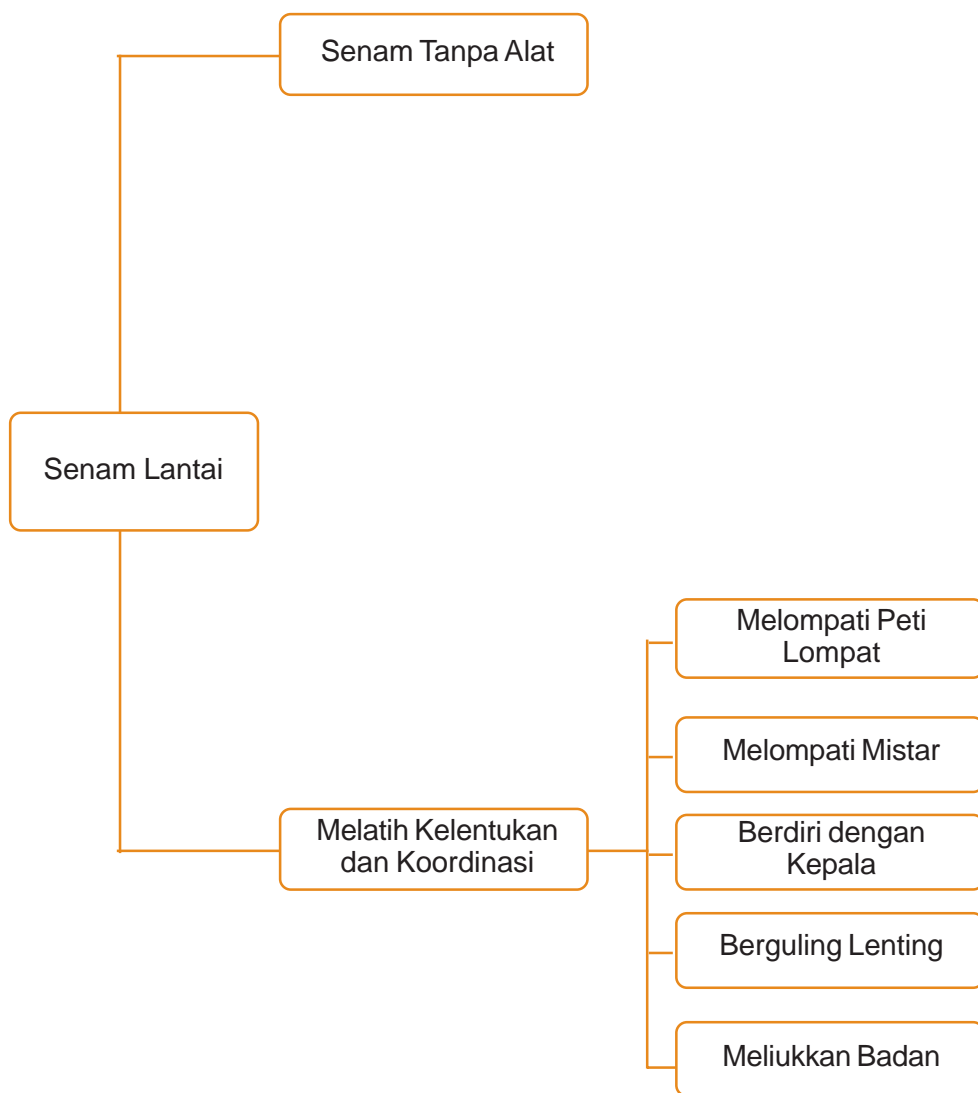 Senam Tanpa Alat
Senam Lantai
Melatih Kelentukan
dan Koordinasi
Melompati Peti
Lompat
Melompati Mistar
Berdiri dengan
Kepala
Berguling Lenting
Meliukkan Badan